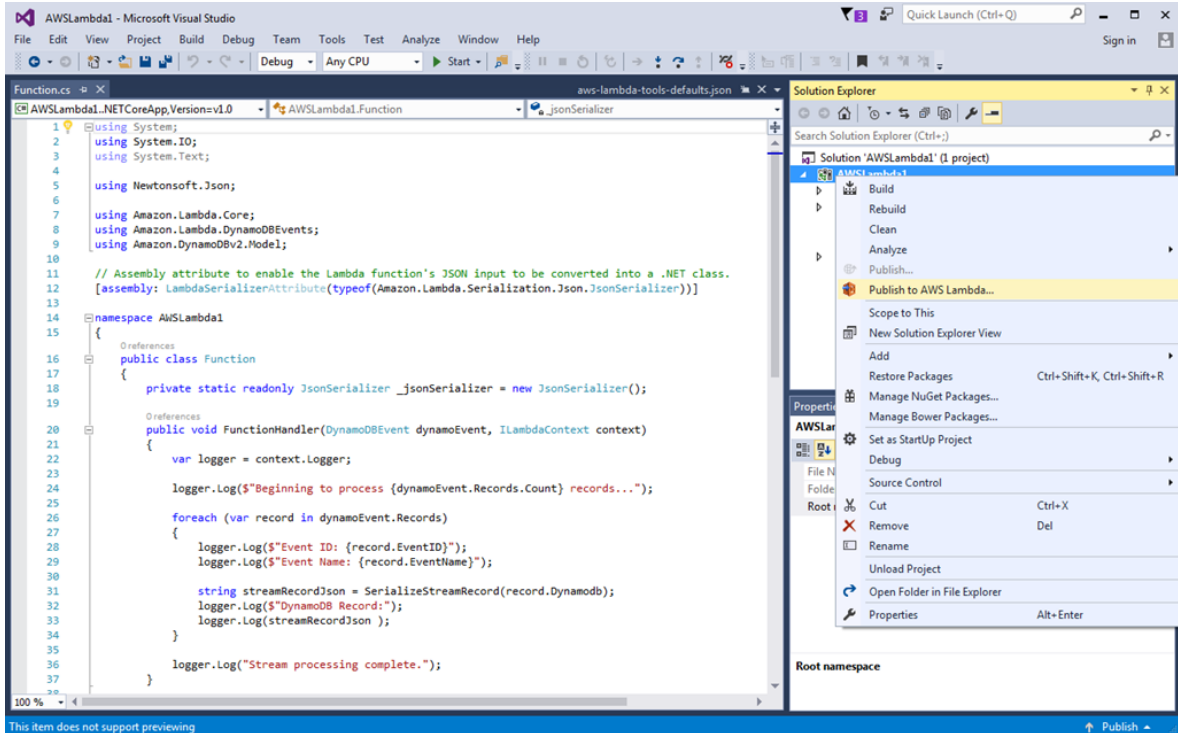 AWSLambda1 - Microsoft Visual Studio
3
Quick Launch (Ctrl+Q)
File Edit View Project Build Debug Team Tools Test Analyze Window Help
Sign in
Debug Any CPU Start
Function.cs
aws-lambda-tools-defaults.json
AWSLambda1..NETCoreApp,Version=v1.0
AWSLambda1.Function
_jsonSerializer
1 using System;
2 using System.IO;
3 using System.Text;
4
5 using Newtonsoft.Json;
6
7 using Amazon.Lambda.Core;
8 using Amazon.Lambda.DynamoDBEvents;
9 using Amazon.DynamoDBv2.Model;
10
11 // Assembly attribute to enable the Lambda function's JSON input to be converted into a .NET class.
12 [assembly: LambdaSerializerAttribute(typeof(Amazon.Lambda.Serialization.Json.JsonSerializer))]
13
14 namespace AWSLambda1
15 {
0 references
16 public class Function
17 {
18 private static readonly JsonSerializer _jsonSerializer = new JsonSerializer();
19
0 references
20 public void FunctionHandler(DynamoDBEvent dynamoEvent, ILambdaContext context)
21 {
22 var logger = context.Logger;
23
24 logger.Log($"Beginning to process {dynamoEvent.Records.Count} records...");
25
26 foreach (var record in dynamoEvent.Records)
27 {
28 logger.Log($"Event ID: {record.EventID}");
29 logger.Log($"Event Name: {record.EventName}");
30
31 string streamRecordJson = SerializeStreamRecord(record.Dynamodb);
32 logger.Log($"DynamoDB Record:");
33 logger.Log(streamRecordJson );
34 }
35
36 logger.Log("Stream processing complete.");
37 }
38
100 %
Solution Explorer
Search Solution Explorer (Ctrl+;)
Solution 'AWSLambda1' (1 project)
AWSLambda1
Build
Rebuild
Clean
Analyze
Publish...
Publish to AWS Lambda...
Scope to This
New Solution Explorer View
Add
Restore Packages Ctrl+Shift+K, Ctrl+Shift+R
Manage NuGet Packages...
Manage Bower Packages...
Set as StartUp Project
Debug
Source Control
Cut Ctrl+X
Remove Del
Rename
Unload Project
Open Folder in File Explorer
Properties Alt+Enter
Propertie
AWSLar
File N
Folde
Root
Root namespace
This item does not support previewing
Publish